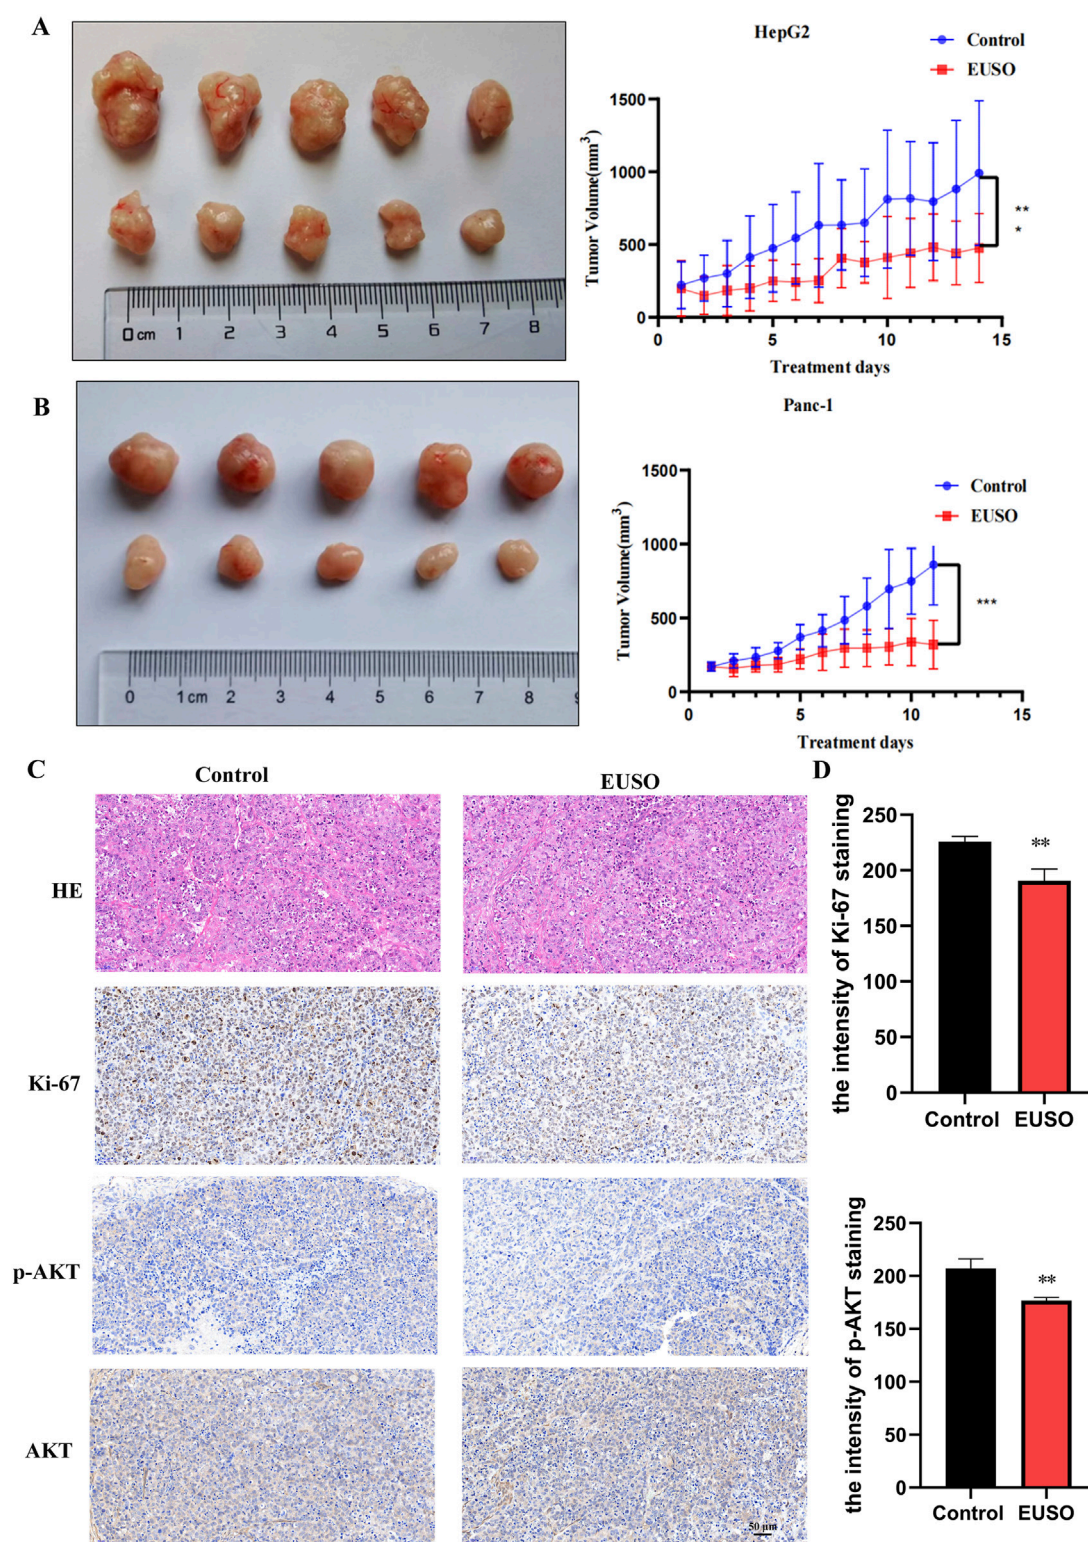 A
HepG2
Control
EUSO
Tumor Volume(mm3)
1500
1000
500
0
0 5 10 15
Treatment days
**
*
0 cm 1 2 3 4 5 6 7 8
B
Panc-1
Control
EUSO
Tumor Volume(mm3)
1500
1000
500
0
0 5 10 15
Treatment days
***
0 1 cm 2 3 4 5 6 7 8
C
Control
EUSO
HE
Ki-67
p-AKT
AKT
50 μm
D
the intensity of Ki-67 staining
250
200
150
100
50
0
**
Control EUSO
the intensity of p-AKT staining
250
200
150
100
50
0
**
Control EUSO